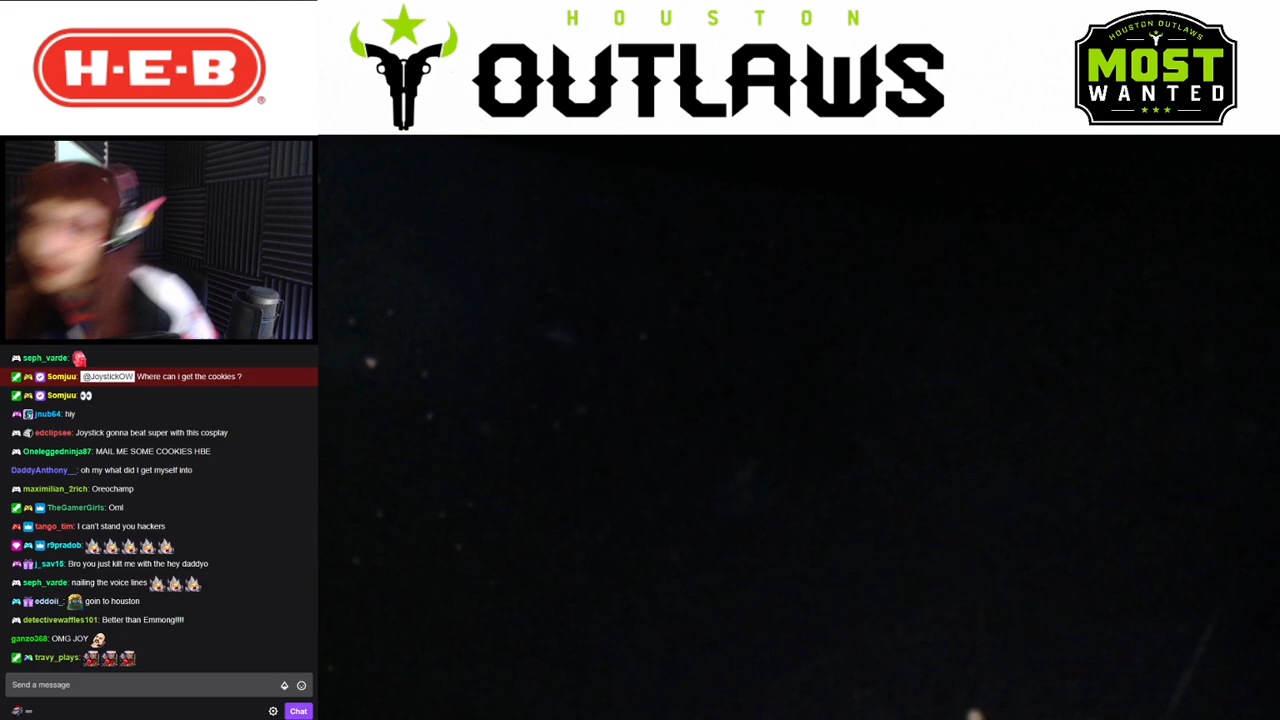 H-E-B
®
HOUSTON
OUTLAWS
HOUSTON OUTLAWS
MOST
WANTED
seph_varde:
Somjuu: @JoystickOW Where can i get the cookies ?
Somjuu:
jnub64: hiy
edclipsee: Joystick gonna beat super with this cosplay
Oneleggedninja87: MAIL ME SOME COOKIES HBE
DaddyAnthony__: oh my what did I get myself into
maximilian_2rich: Oreochamp
TheGamerGirls: Oml
tango_tim: I can't stand you hackers
r9pradob:
j_sav15: Bro you just kilt me with the hey daddyo
seph_varde: nailing the voice lines
eddoii_: goin to houston
detectivewaffles101: Better than Emmong!!!!
ganzo368: OMG JOY
travy_plays:
Send a message
Chat